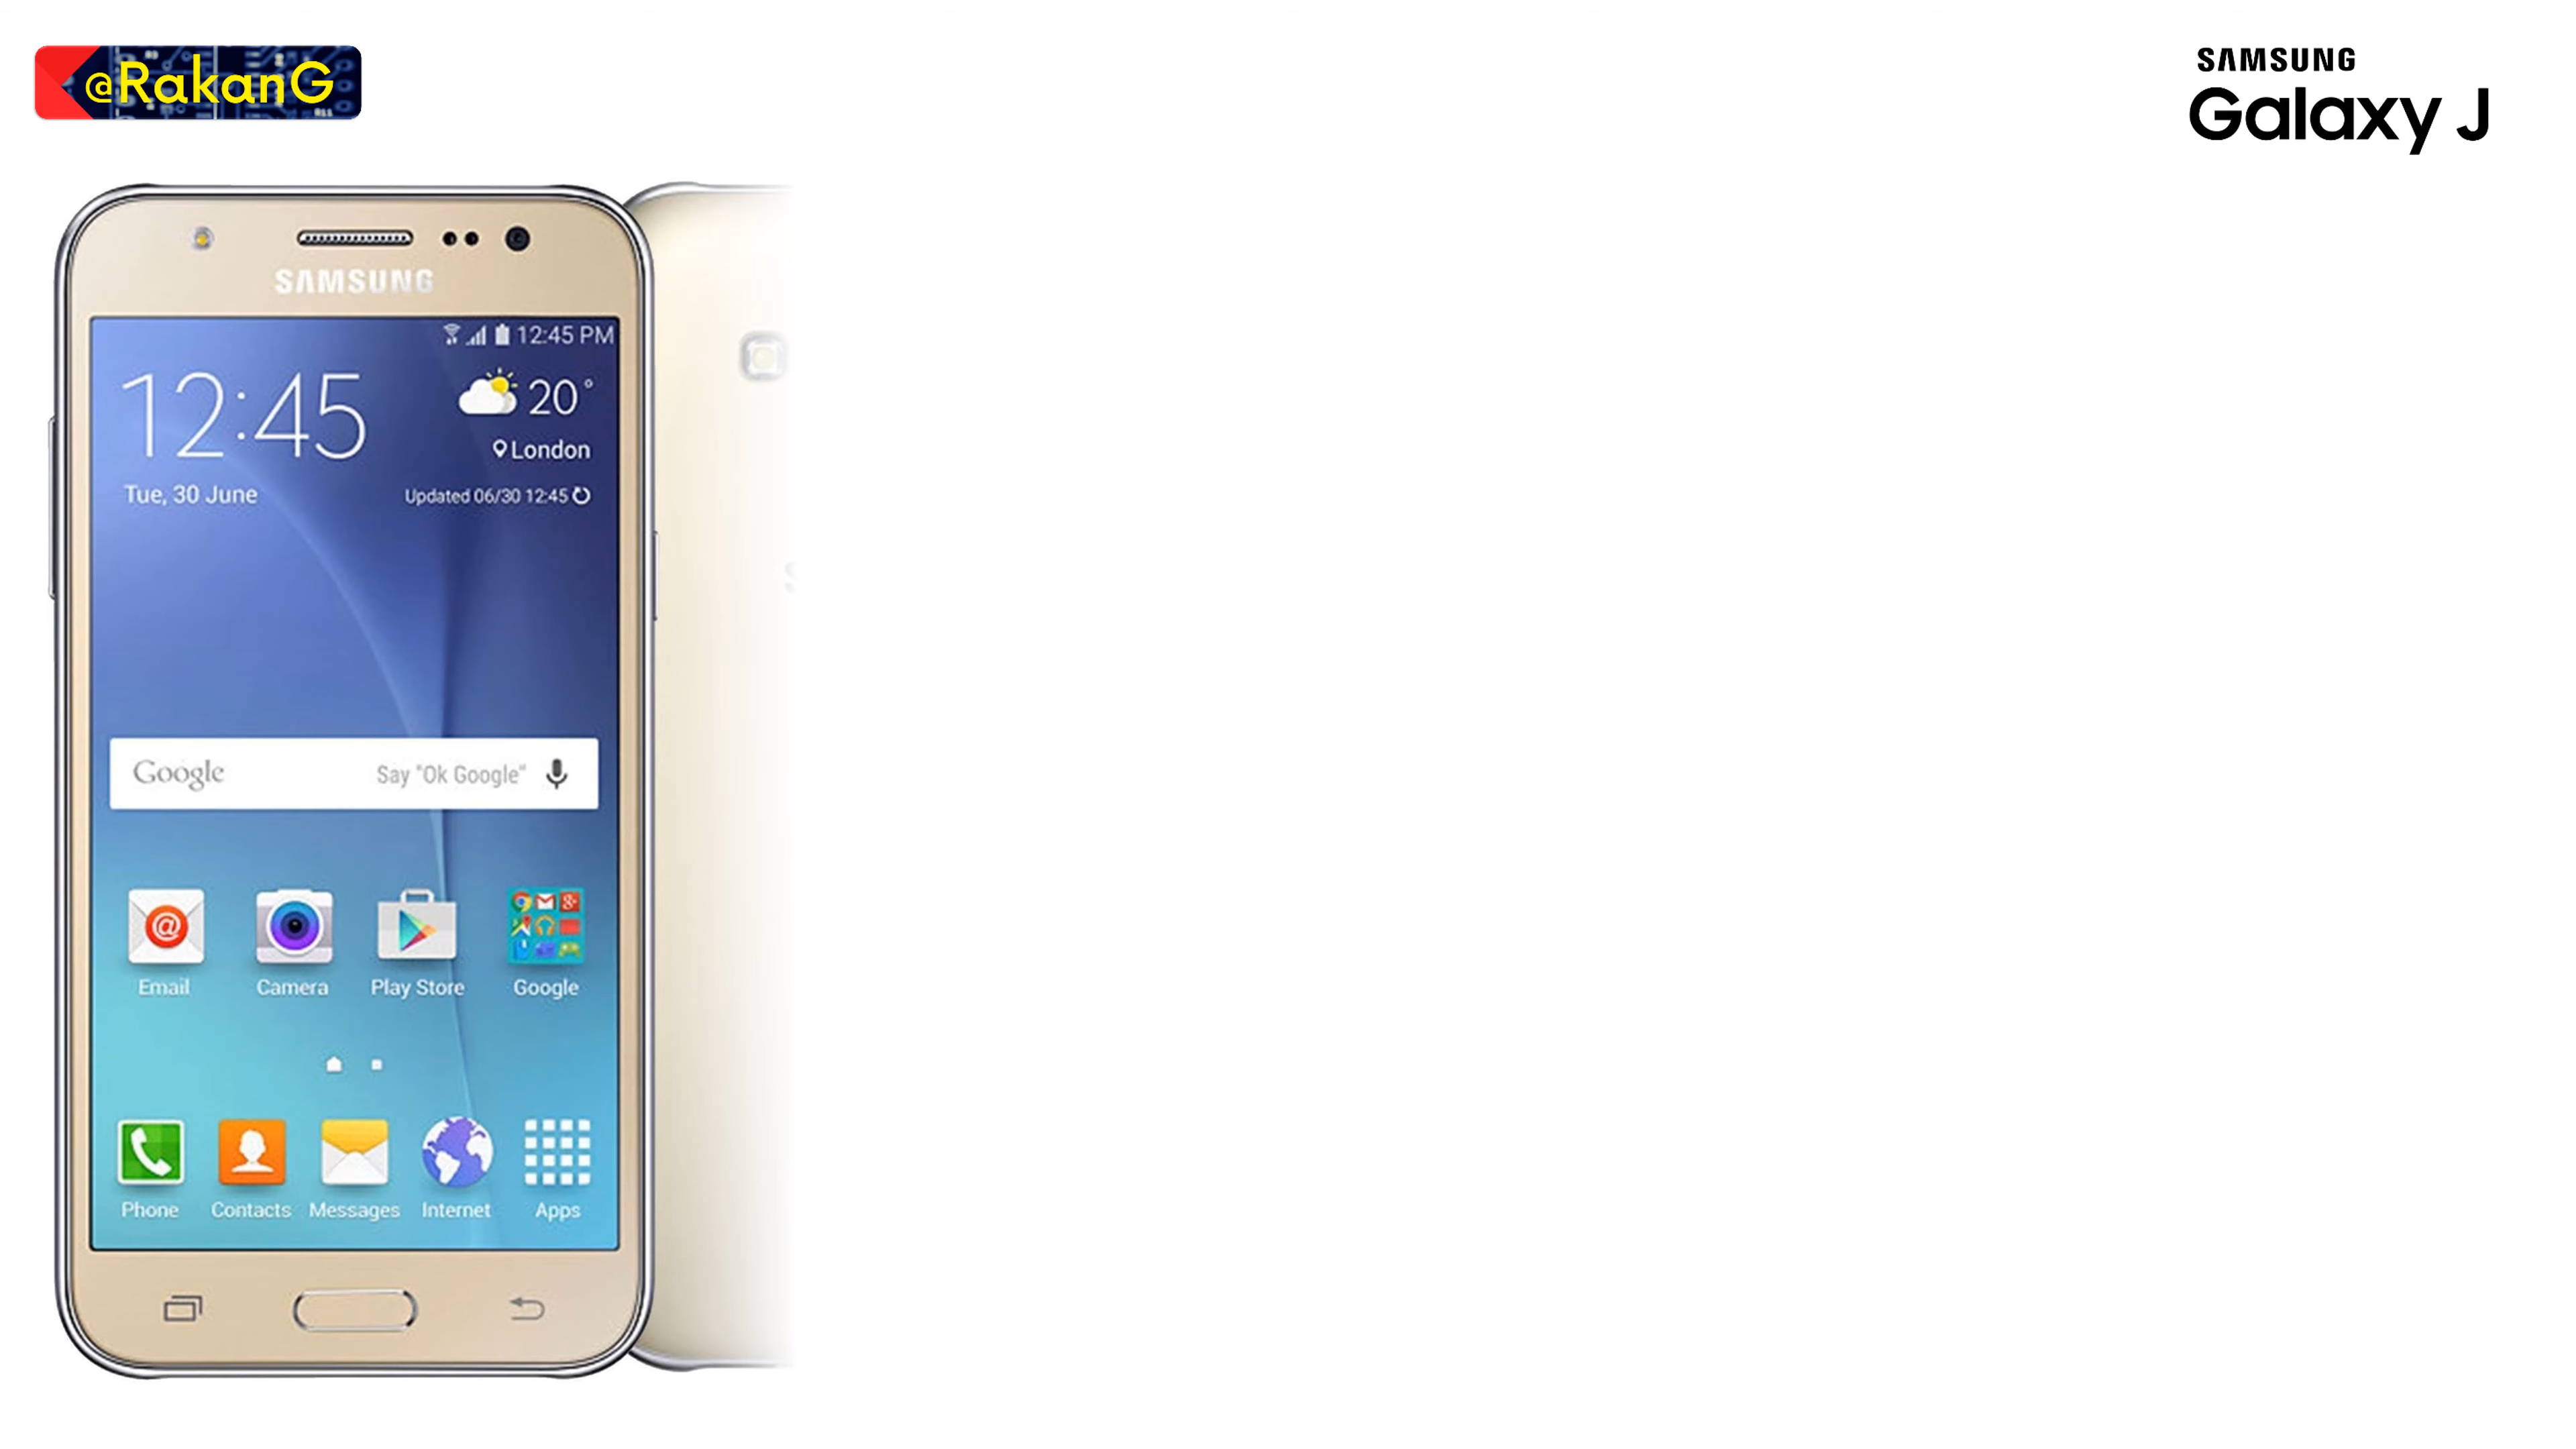 @RakanG
SAMSUNG
Galaxy J
SAMSUNG
12:45 PM
12:45
20°
London
Tue, 30 June
Updated 06/30 12:45
Google
Say "Ok Google"
Email
Camera
Play Store
Google
Phone
Contacts
Messages
Internet
Apps